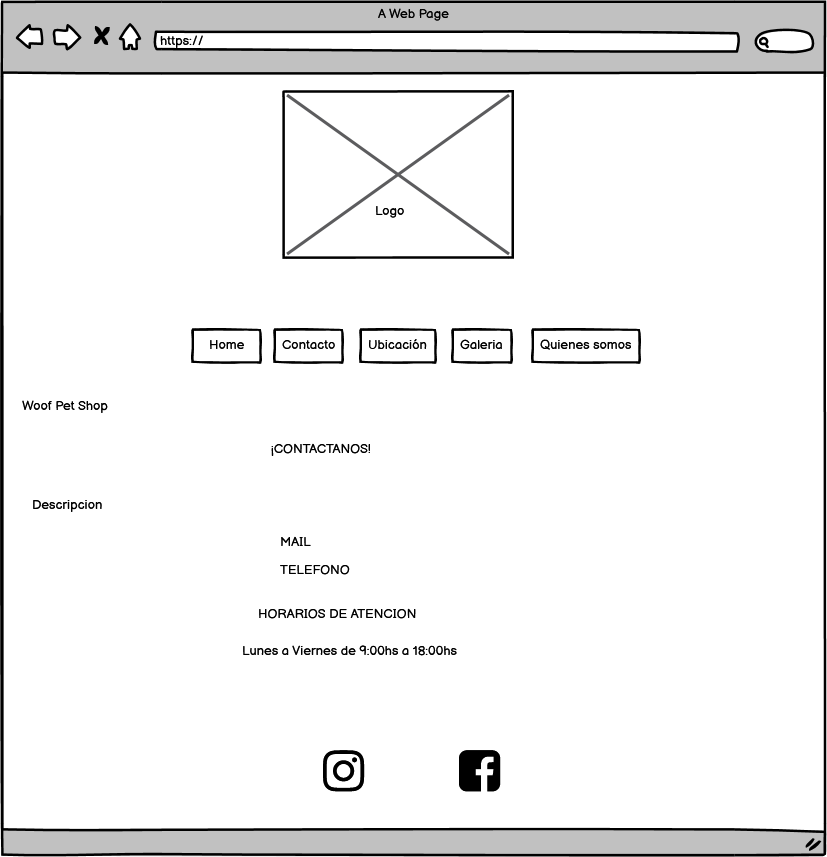 A Web Page
https://
Logo
Home
Contacto
Ubicación
Galeria
Quienes somos
Woof Pet Shop
¡CONTACTANOS!
Descripcion
MAIL
TELEFONO
HORARIOS DE ATENCION
Lunes a Viernes de 9:00hs a 18:00hs